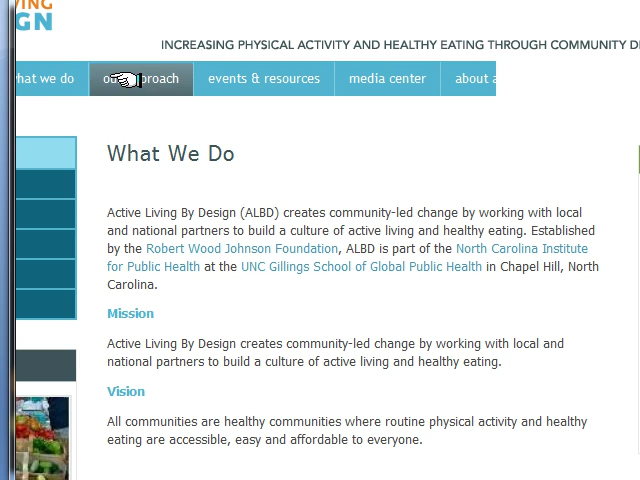 VING
GN
INCREASING PHYSICAL ACTIVITY AND HEALTHY EATING THROUGH COMMUNITY D
what we do
events & resources
media center
about a
What We Do
Active Living By Design (ALBD) creates community-led change by working with local
and national partners to build a culture of active living and healthy eating. Established
by the Robert Wood Johnson Foundation, ALBD is part of the North Carolina Institute
for Public Health at the UNC Gillings School of Global Public Health in Chapel Hill, North
Carolina.
Mission
Active Living By Design creates community-led change by working with local and
national partners to build a culture of active living and healthy eating.
Vision
All communities are healthy communities where routine physical activity and healthy
eating are accessible, easy and affordable to everyone.